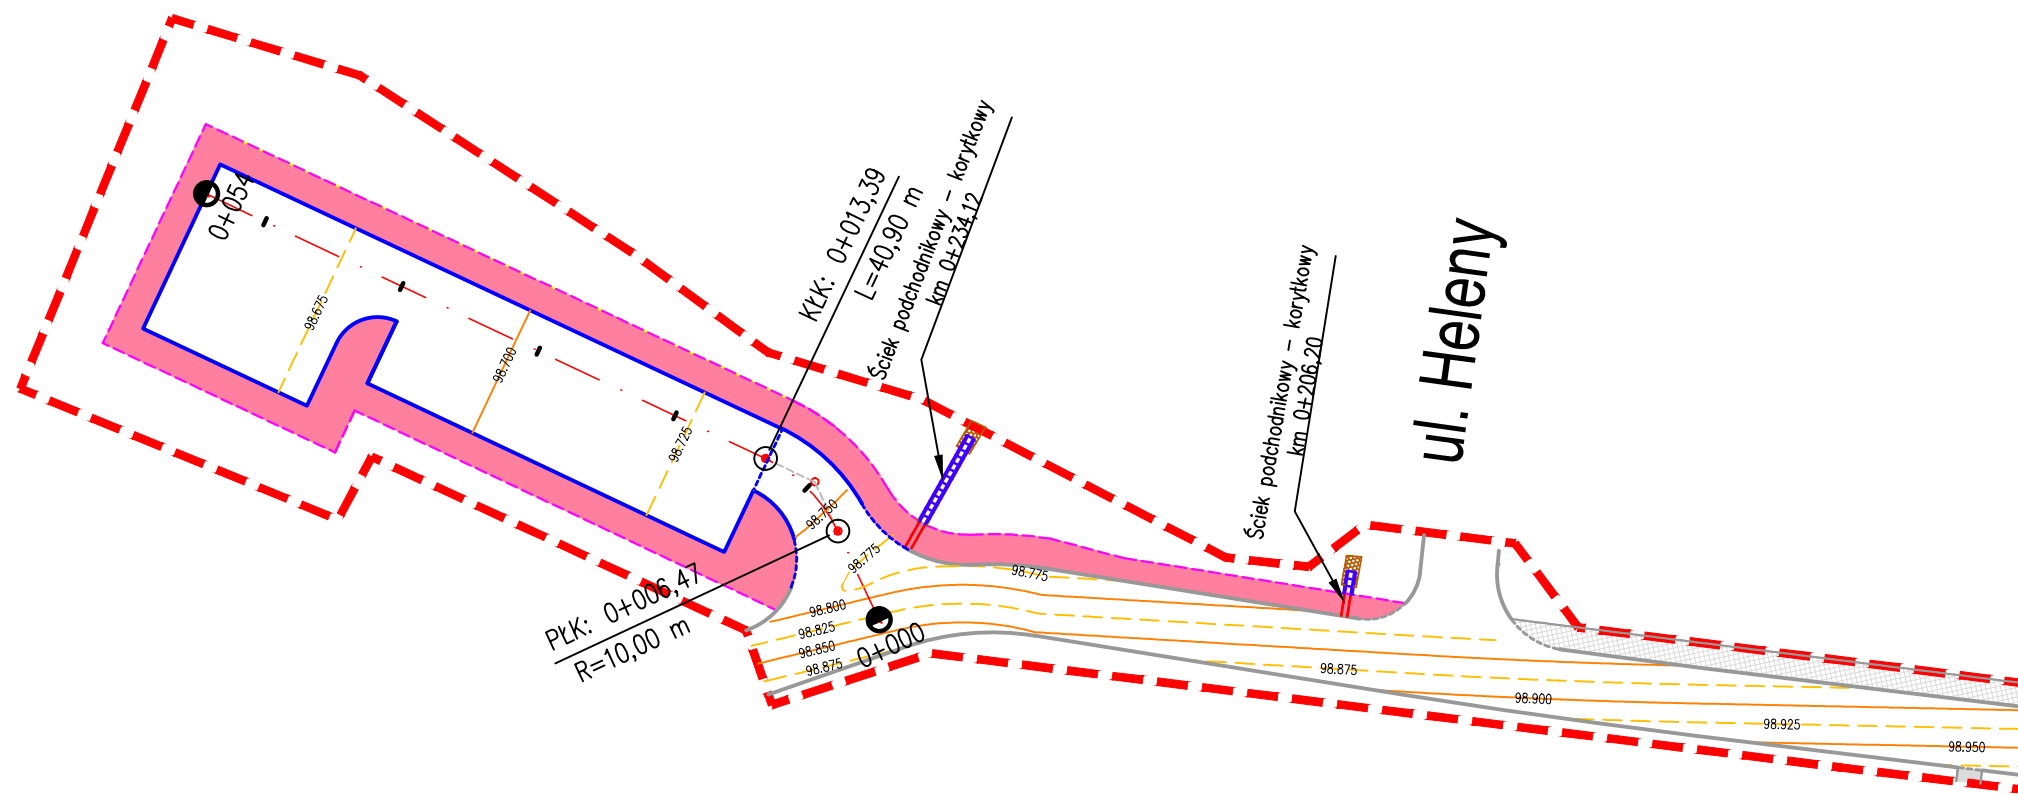 0+054
98.675
98.700
98.725
KŁK: 0+013,39
L=40,90 m
Ściek podchodnikowy - korytkowy
km 0+234,12
Ściek podchodnikowy - korytkowy
km 0+206,20
ul. Heleny
98.750
98.775
98.775
PŁK: 0+006,47
R=10,00 m
98.800
98.825
98.850
98.875
0+000
98.875
98.900
98.925
98.950